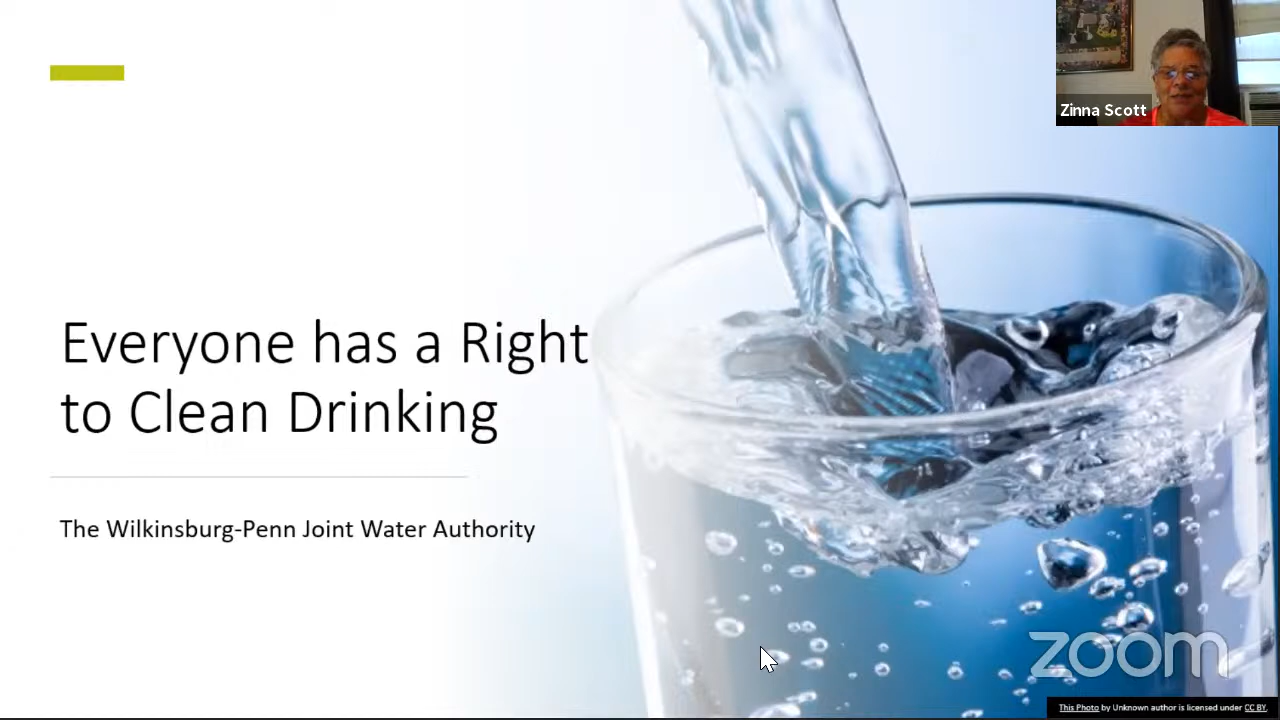 Zinna Scott
Everyone has a Right
to Clean Drinking
The Wilkinsburg-Penn Joint Water Authority
zoom
This Photo by Unknown author is licensed under CC BY.